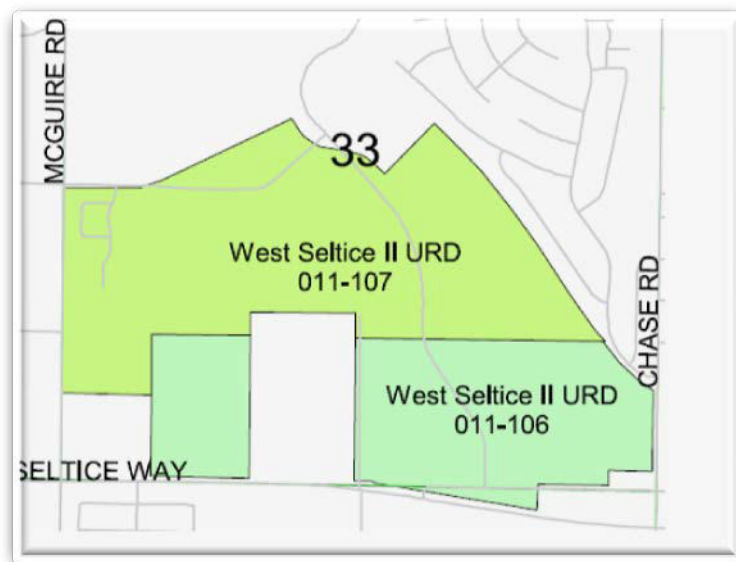 MCGUIRE RD
33
West Seltice II URD
011-107
CHASE RD
West Seltice II URD
011-106
SELTICE WAY